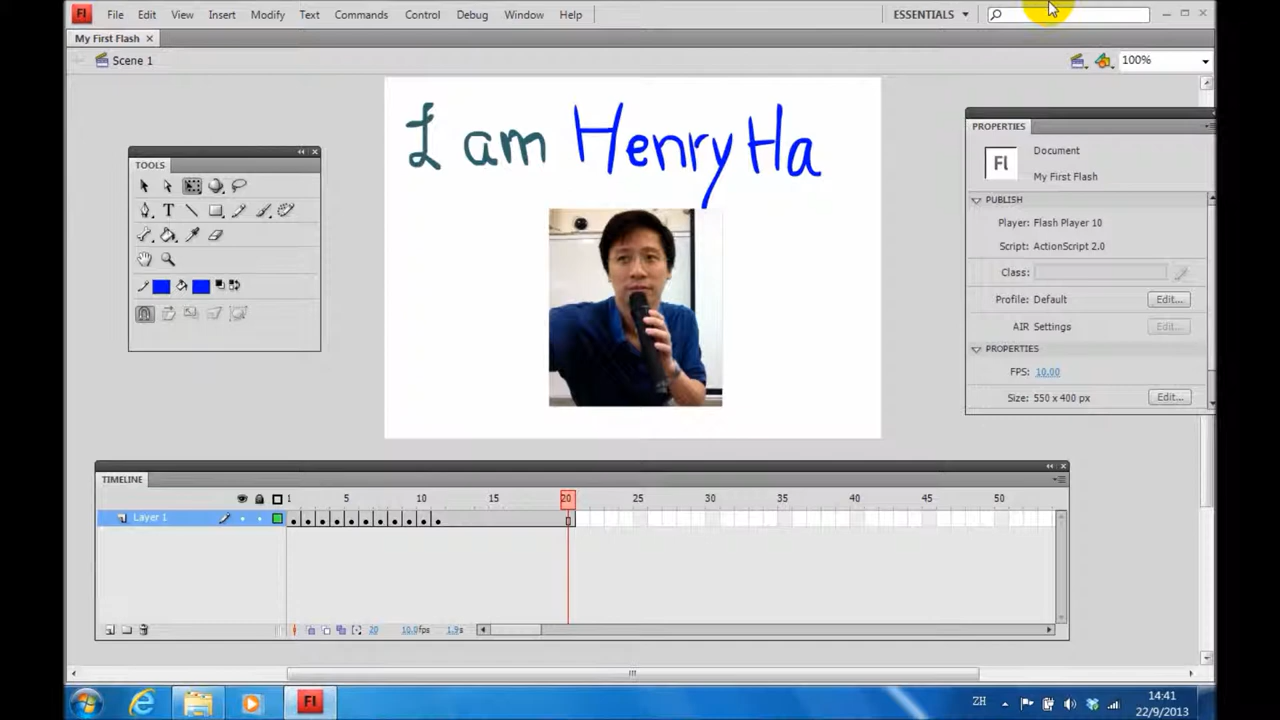 Fl File Edit View Insert Modify Text Commands Control Debug Window Help ESSENTIALS
My First Flash
Scene 1 100%
I am Henry Ha
TOOLS
T
PROPERTIES
Fl Document
My First Flash
PUBLISH
Player: Flash Player 10
Script: ActionScript 2.0
Class:
Profile: Default Edit...
AIR Settings Edit...
PROPERTIES
FPS: 10.00
Size: 550 x 400 px Edit...
TIMELINE
1 5 10 15 20 25 30 35 40 45 50
Layer 1
20 10.0fps 1.9s
Fl ZH 14:41
22/9/2013